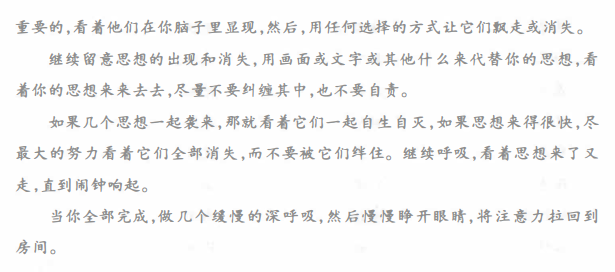 重要的,看着他们在你脑子里显现,然后,用任何选择的方式让它们飘走或消失。
继续留意思想的出现和消失,用画面或文字或其他什么来代替你的思想,看
着你的思想来来去去,尽量不要纠缠其中,也不要自责。
如果几个思想一起袭来,那就看着它们一起自生自灭,如果思想来得很快,尽
最大的努力看着它们全部消失,而不要被它们绊住。继续呼吸,看着思想来了又
走,直到闹钟响起。
当你全部完成,做几个缓慢的深呼吸,然后慢慢睁开眼睛,将注意力拉回到
房间。